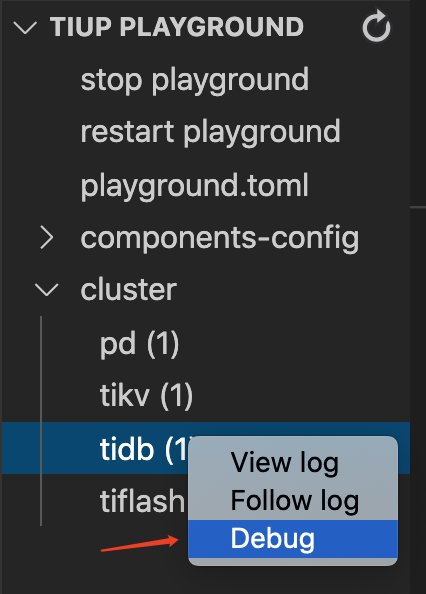 TIUP PLAYGROUND
stop playground
restart playground
playground.toml
components-config
cluster
pd (1)
tikv (1)
tidb (1
tiflash
View log
Follow log
Debug